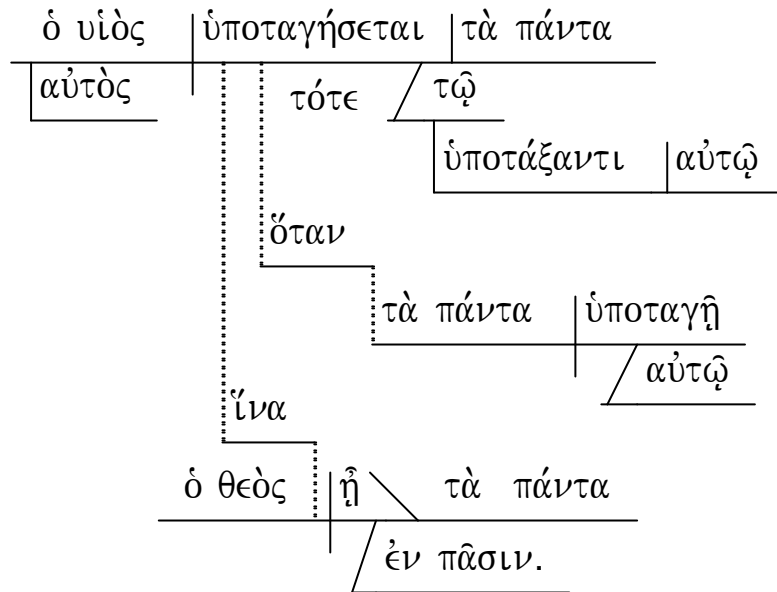 ὁ υἱὸς ὑποταγήσεται τὰ πάντα
αὐτὸς τότε τῷ
ὑποτάξαντι αὐτῷ
ὅταν
τὰ πάντα ὑποταγῇ
αὐτῷ
ἵνα
ὁ θεὸς ᾖ τὰ πάντα
ἐν πᾶσιν.